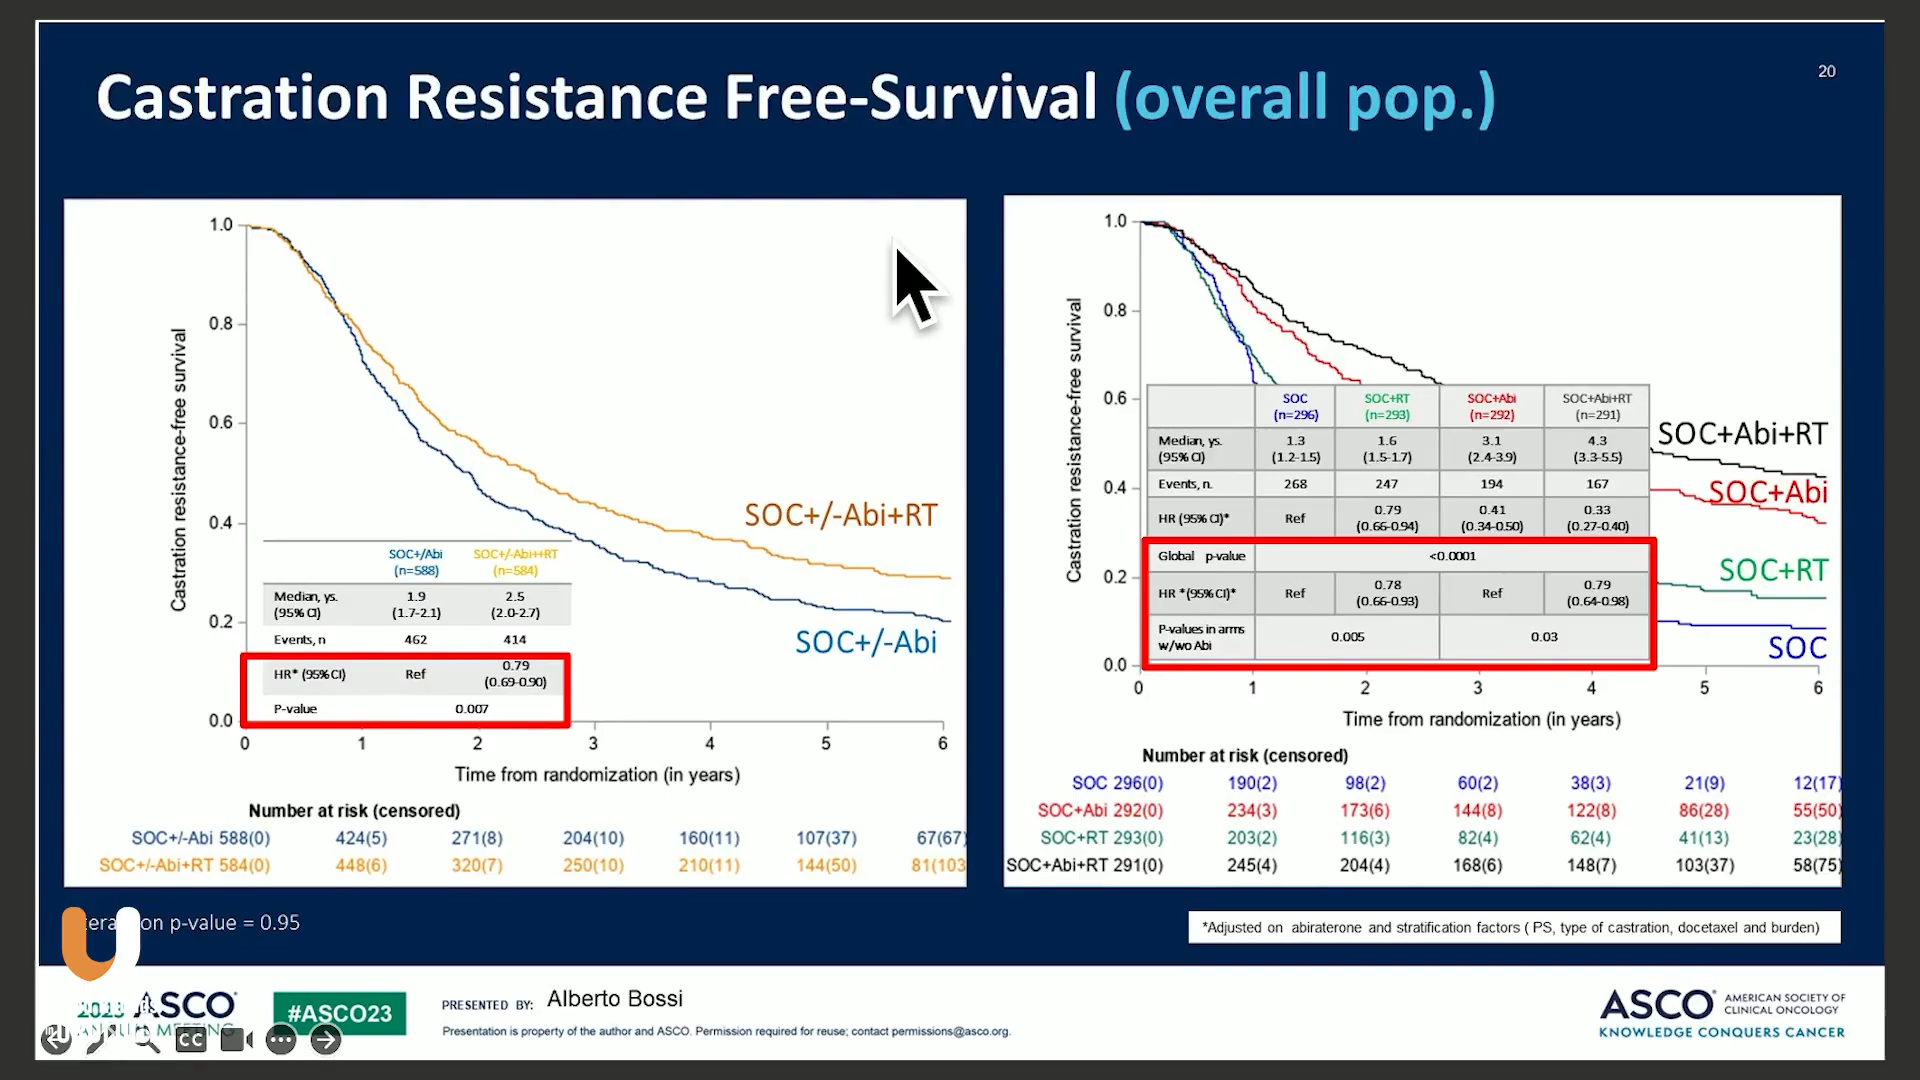 20
Castration Resistance Free-Survival (overall pop.)
Castration resistance-free survival
1.0
0.8
0.6
0.4
0.2
0.0
0 1 2 3 4 5 6
Time from randomization (in years)
SOC+/-Abi+RT
SOC+/-Abi
SOC+/Abi SOC+/-Abi++RT
(n=588) (n=584)
Median, ys. 1.9 2.5
(95% CI) (1.7-2.1) (2.0-2.7)
Events, n 462 414
HR* (95%CI) Ref 0.79
(0.69-0.90)
P-value 0.007
Number at risk (censored)
SOC+/-Abi 588(0) 424(5) 271(8) 204(10) 160(11) 107(37) 67(67)
SOC+/-Abi+RT 584(0) 448(6) 320(7) 250(10) 210(11) 144(50) 81(103
Castration resistance-free survival
1.0
0.8
0.6
0.4
0.2
0.0
0 1 2 3 4 5 6
Time from randomization (in years)
SOC+Abi+RT
SOC+Abi
SOC+RT
SOC
SOC SOC+RT SOC+Abi SOC+Abi+RT
(n=296) (n=293) (n=292) (n=291)
Median, ys. 1.3 1.6 3.1 4.3
(95% CI) (1.2-1.5) (1.5-1.7) (2.4-3.9) (3.3-5.5)
Events, n. 268 247 194 167
HR (95% CI)* Ref 0.79 0.41 0.33
(0.66-0.94) (0.34-0.50) (0.27-0.40)
Global p-value <0.0001
HR *(95%CI)* Ref 0.78 Ref 0.79
(0.66-0.93) (0.64-0.98)
P-values in arms 0.005 0.03
w/wo Abi
Number at risk (censored)
SOC 296(0) 190(2) 98(2) 60(2) 38(3) 21(9) 12(17)
SOC+Abi 292(0) 234(3) 173(6) 144(8) 122(8) 86(28) 55(50)
SOC+RT 293(0) 203(2) 116(3) 82(4) 62(4) 41(13) 23(28)
SOC+Abi+RT 291(0) 245(4) 204(4) 168(6) 148(7) 103(37) 58(75)
p-value = 0.95
*Adjusted on abiraterone and stratification factors ( PS, type of castration, docetaxel and burden)
2023 ASCO
#ASCO23
PRESENTED BY: Alberto Bossi
Presentation is property of the author and ASCO. Permission required for reuse; contact permissions@asco.org.
CC
ASCO AMERICAN SOCIETY OF
CLINICAL ONCOLOGY
KNOWLEDGE CONQUERS CANCER